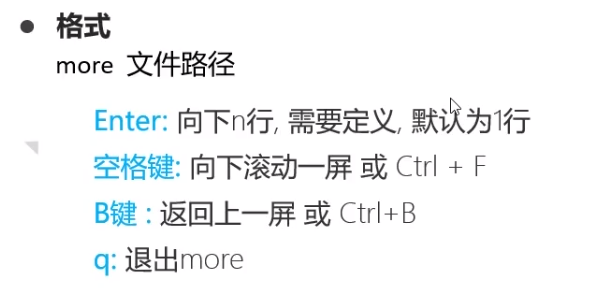 格式
more 文件路径
Enter: 向下n行, 需要定义, 默认为1行
空格键: 向下滚动一屏 或 Ctrl + F
B键 : 返回上一屏 或 Ctrl+B
q: 退出more